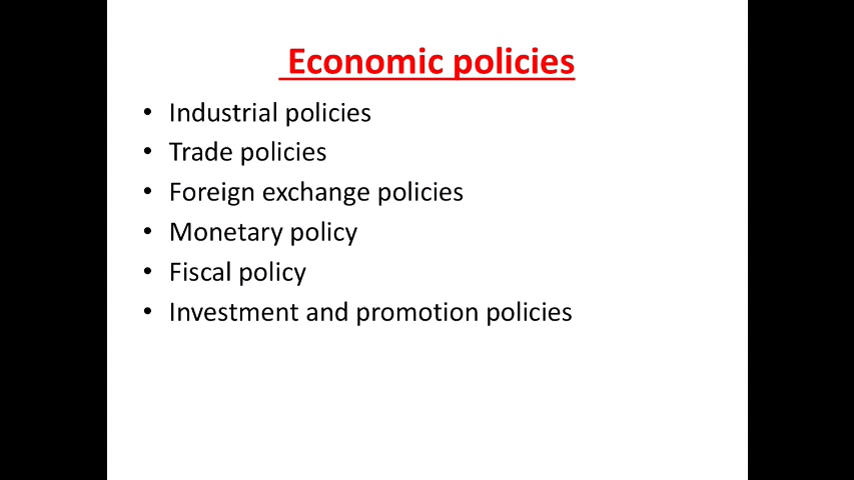 Economic policies
• Industrial policies
• Trade policies
• Foreign exchange policies
• Monetary policy
• Fiscal policy
• Investment and promotion policies